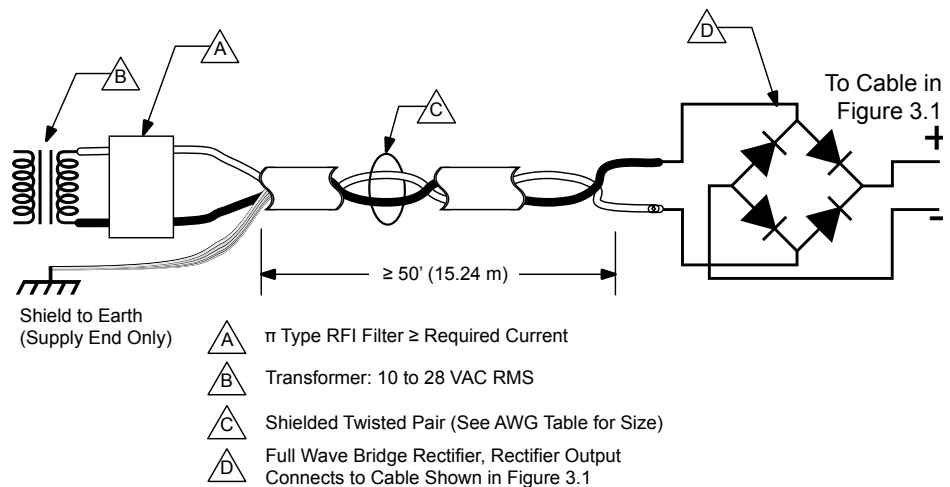 D
A
B
C
To Cable in
Figure 3.1
+
-
≥ 50’ (15.24 m)
Shield to Earth
(Supply End Only)
A π Type RFI Filter ≥ Required Current
B Transformer: 10 to 28 VAC RMS
C Shielded Twisted Pair (See AWG Table for Size)
D Full Wave Bridge Rectifier, Rectifier Output
Connects to Cable Shown in Figure 3.1